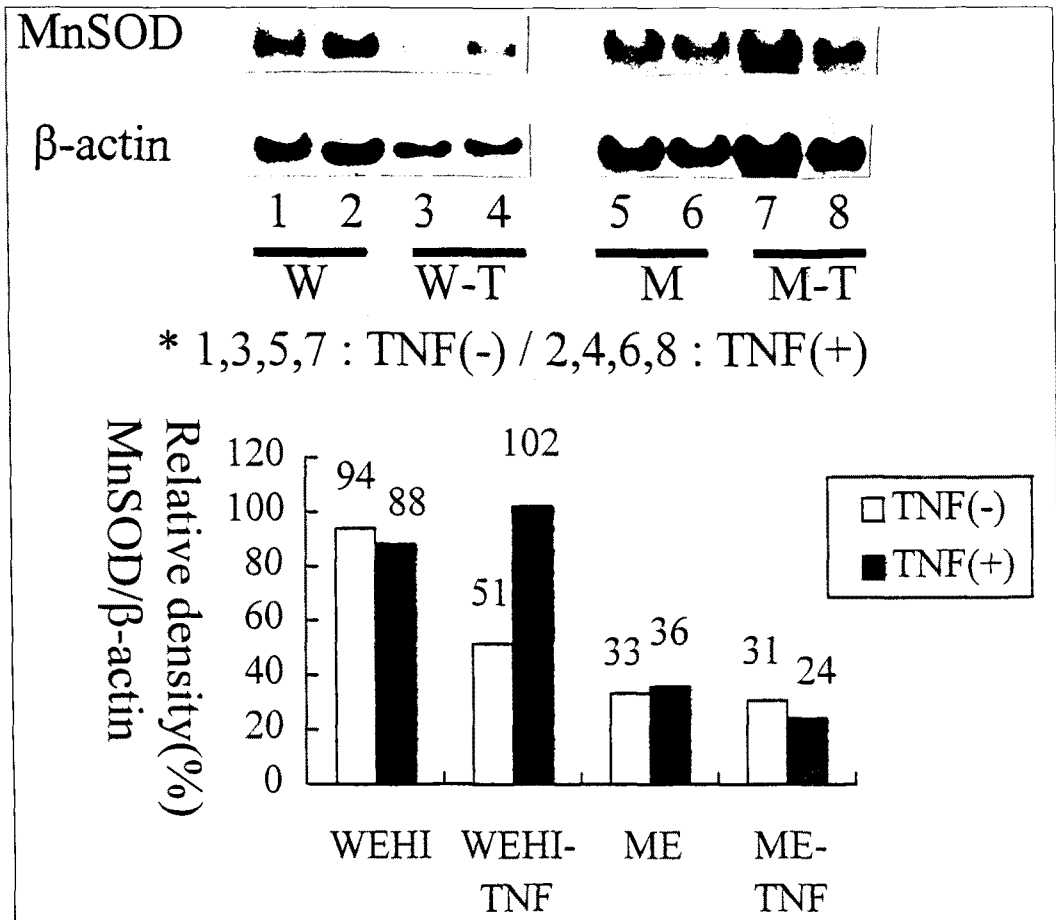 MnSOD
β-actin
1 2 3 4 5 6 7 8
W W-T M M-T
* 1,3,5,7 : TNF(-) / 2,4,6,8 : TNF(+)
Relative density(%)
MnSOD/β-actin
120
100
80
60
40
20
0
94
88
51
102
33
36
31
24
TNF(-)
TNF(+)
WEHI WEHI- ME ME-
TNF TNF